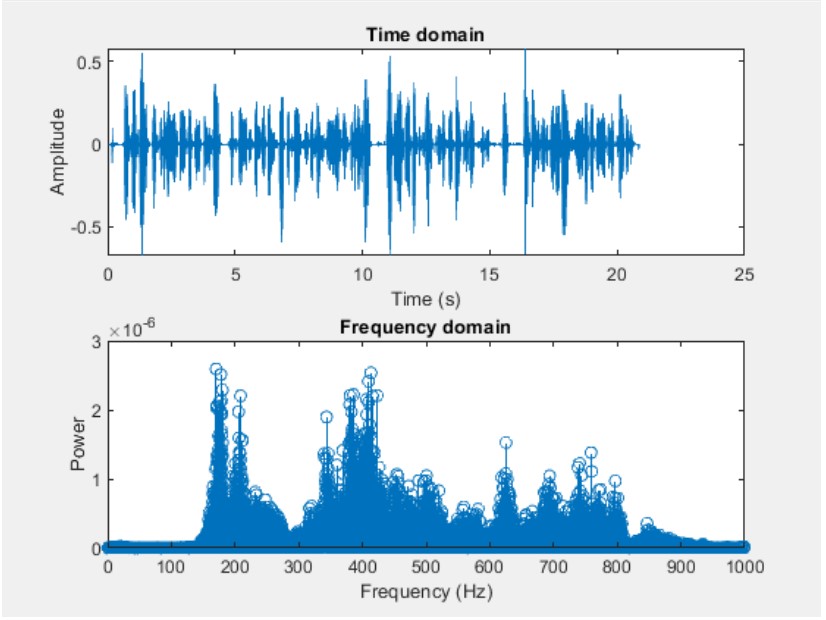 Time domain
0.5
0
-0.5
Amplitude
0 5 10 15 20 25
Time (s)
×10-6
Frequency domain
3
2
1
0
Power
0 100 200 300 400 500 600 700 800 900 1000
Frequency (Hz)